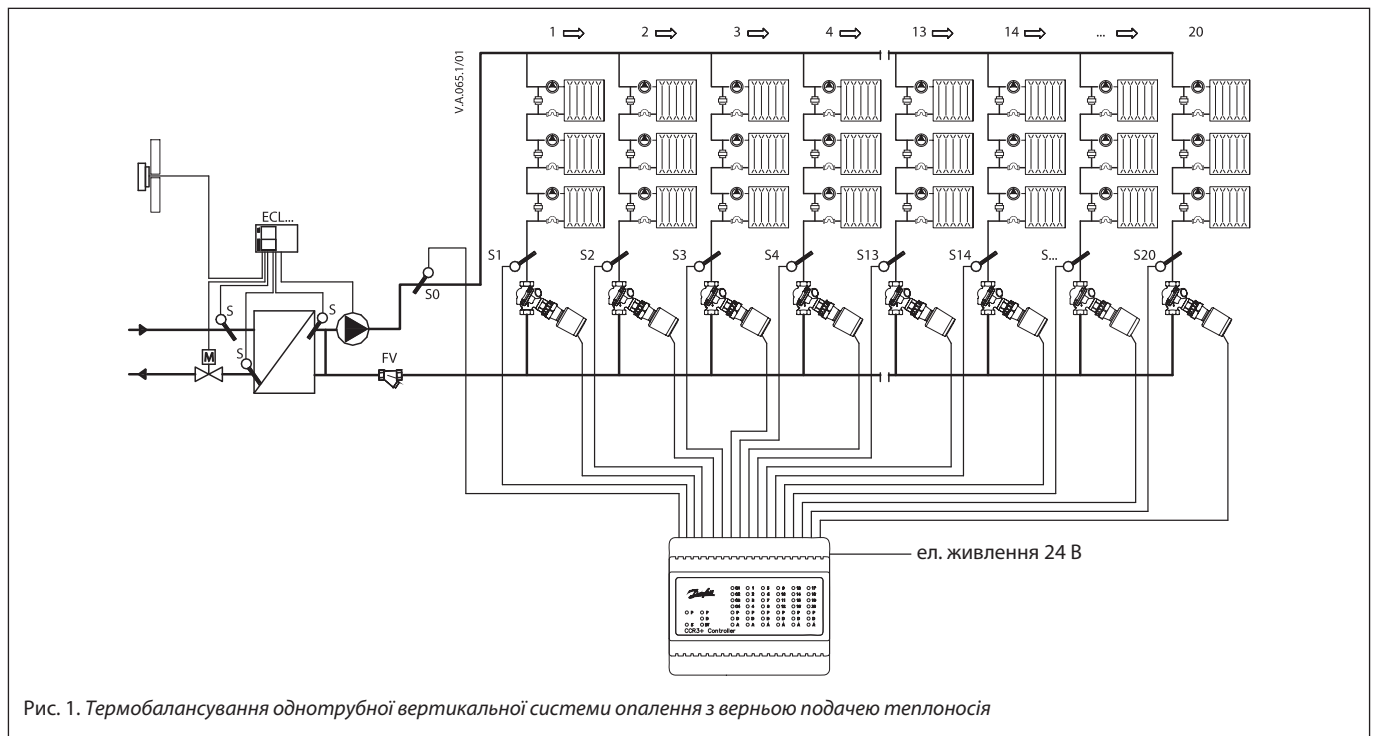 1 ⇨ 2 ⇨ 3 ⇨ 4 ⇨ 13 ⇨ 14 ⇨ ... ⇨ 20
V.A.065.1/01
ECL...
S0
S1 S2 S3 S4 S13 S14 S... S20
S S
M S
FV
ел. живлення 24 В
Danfoss
CCR3+ Controller
Рис. 1. Термобалансування однотрубної вертикальної системи опалення з верньою подачею теплоносія